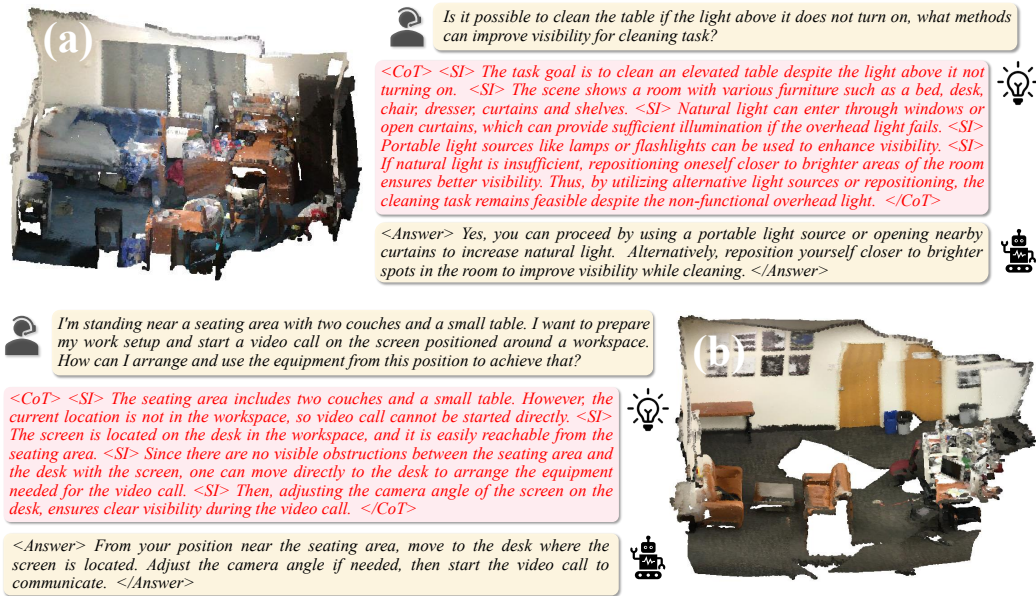 (a)
Is it possible to clean the table if the light above it does not turn on, what methods
can improve visibility for cleaning task?
<CoT> <SI> The task goal is to clean an elevated table despite the light above it not
turning on. <SI> The scene shows a room with various furniture such as a bed, desk,
chair, dresser, curtains and shelves. <SI> Natural light can enter through windows or
open curtains, which can provide sufficient illumination if the overhead light fails. <SI>
Portable light sources like lamps or flashlights can be used to enhance visibility. <SI>
If natural light is insufficient, repositioning oneself closer to brighter areas of the room
ensures better visibility. Thus, by utilizing alternative light sources or repositioning, the
cleaning task remains feasible despite the non-functional overhead light. </CoT>
<Answer> Yes, you can proceed by using a portable light source or opening nearby
curtains to increase natural light. Alternatively, reposition yourself closer to brighter
spots in the room to improve visibility while cleaning. </Answer>
I'm standing near a seating area with two couches and a small table. I want to prepare
my work setup and start a video call on the screen positioned around a workspace.
How can I arrange and use the equipment from this position to achieve that?
<CoT> <SI> The seating area includes two couches and a small table. However, the
current location is not in the workspace, so video call cannot be started directly. <SI>
The screen is located on the desk in the workspace, and it is easily reachable from the
seating area. <SI> Since there are no visible obstructions between the seating area and
the desk with the screen, one can move directly to the desk to arrange the equipment
needed for the video call. <SI> Then, adjusting the camera angle of the screen on the
desk, ensures clear visibility during the video call. </CoT>
<Answer> From your position near the seating area, move to the desk where the
screen is located. Adjust the camera angle if needed, then start the video call to
communicate. </Answer>
(b)